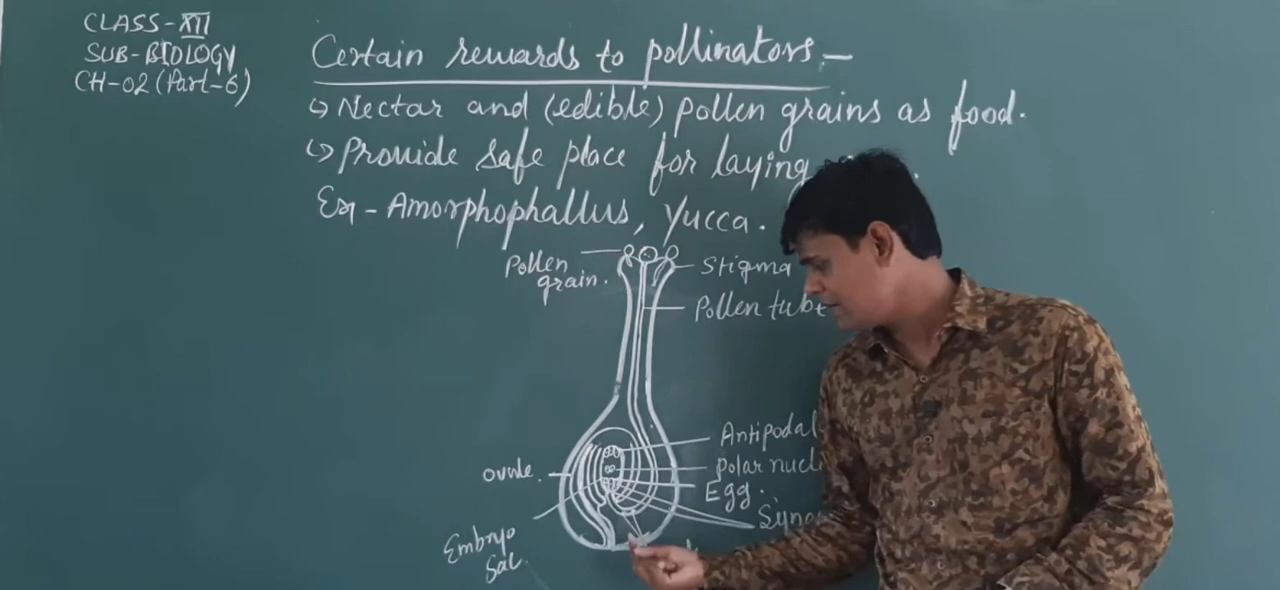 CLASS-XII
SUB-BIOLOGY
CH-02 (Part-6)
Certain rewards to pollinators.-
↳ Nectar and (edible) pollen grains as food.
↳ Provide safe place for laying
Ex- Amorphophallus, Yucca.
Pollen grain.
Stigma
Pollen tube
Antipodal
Polar nucl
ovule.
Egg.
Syne
Embryo
Sac.